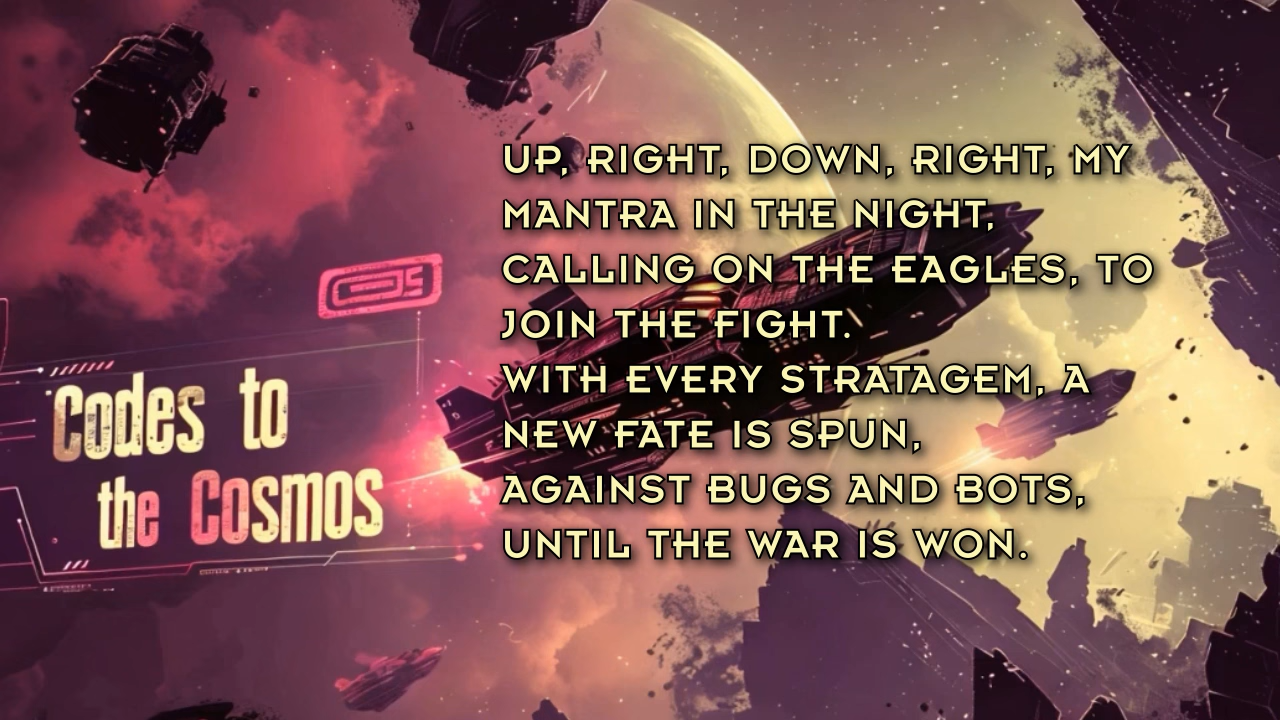 Codes to
the Cosmos
UP, RIGHT, DOWN, RIGHT, MY
MANTRA IN THE NIGHT,
CALLING ON THE EAGLES, TO
JOIN THE FIGHT.
WITH EVERY STRATAGEM, A
NEW FATE IS SPUN,
AGAINST BUGS AND BOTS,
UNTIL THE WAR IS WON.